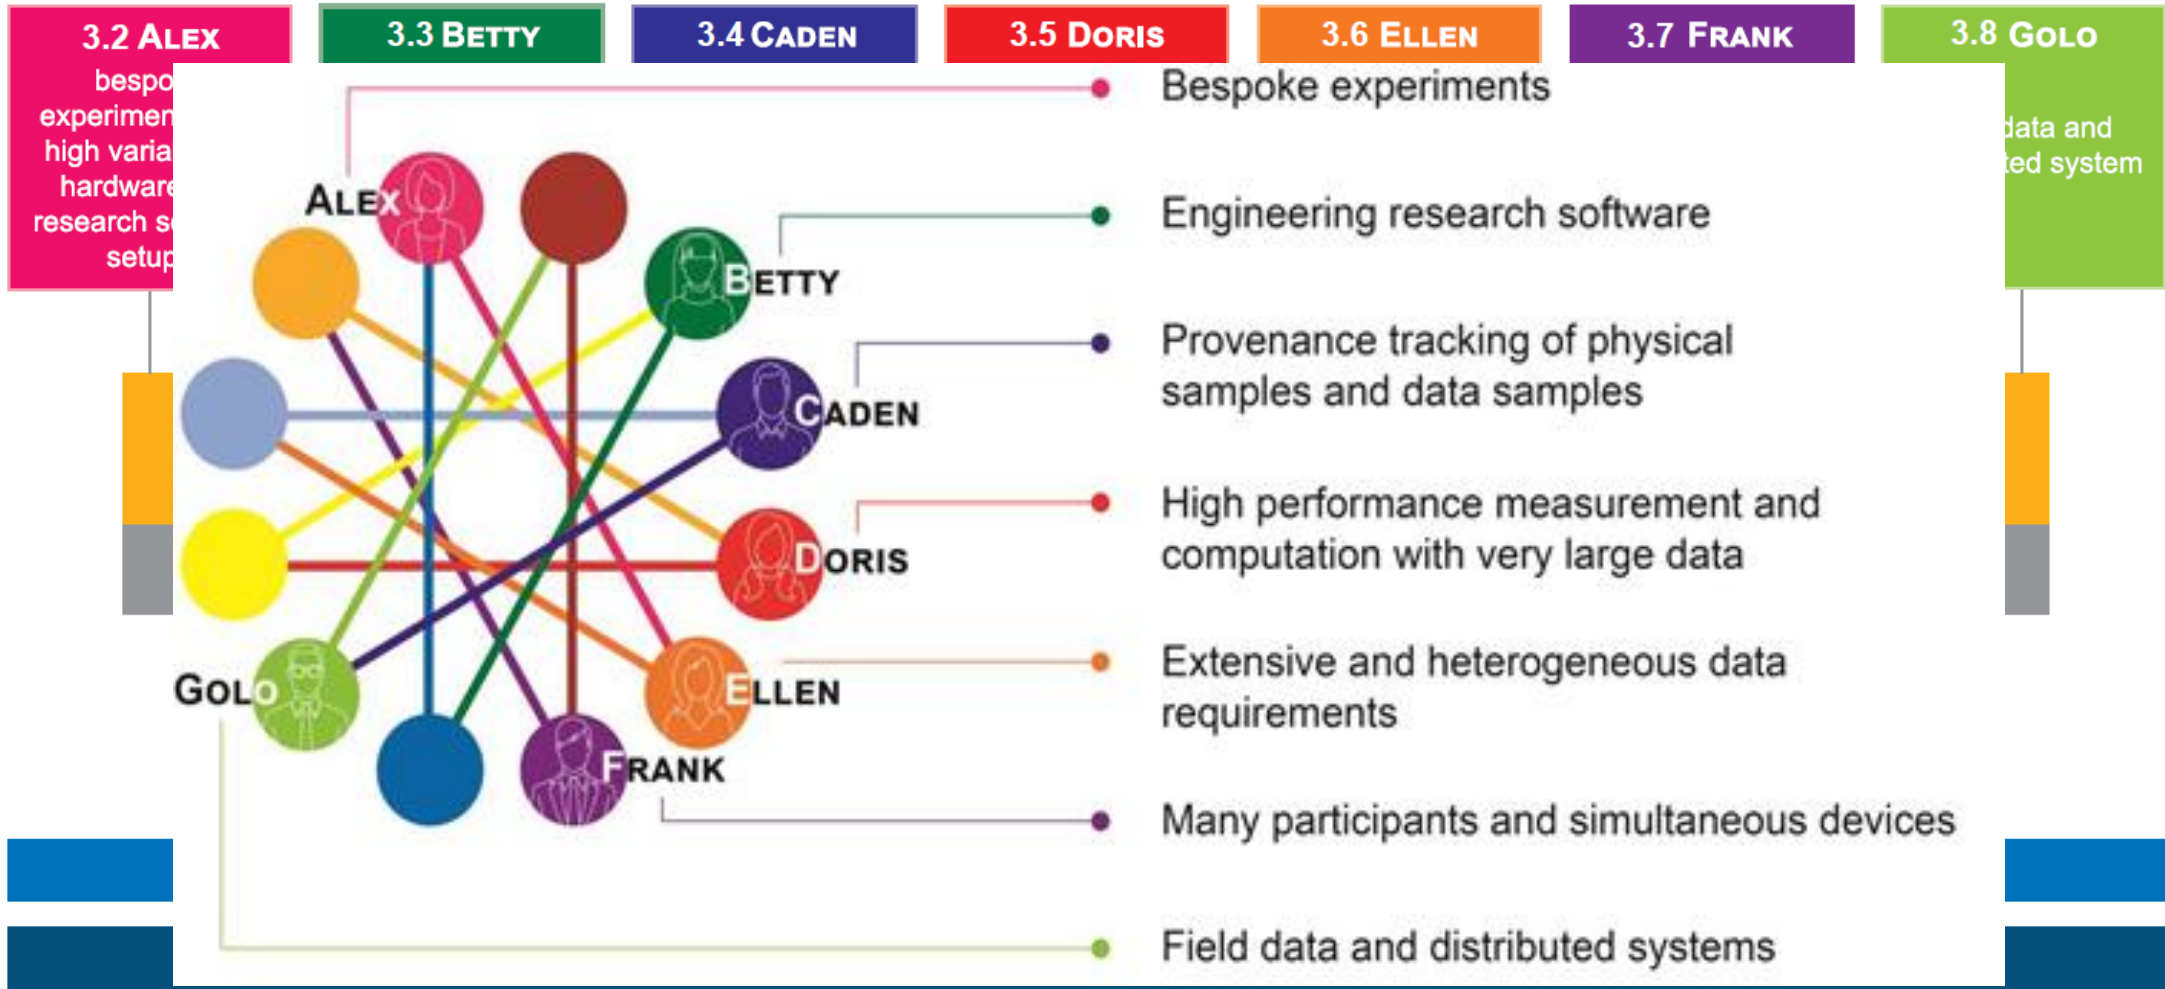 3.2 ALEX
3.3 BETTY
3.4 CADEN
3.5 DORIS
3.6 ELLEN
3.7 FRANK
3.8 GOLO
bespo
experimen
high varia
hardware
research s
setup
data and
ted system
ALEX
BETTY
CADEN
DORIS
ELLEN
FRANK
GOLO
Bespoke experiments
Engineering research software
Provenance tracking of physical
samples and data samples
High performance measurement and
computation with very large data
Extensive and heterogeneous data
requirements
Many participants and simultaneous devices
Field data and distributed systems